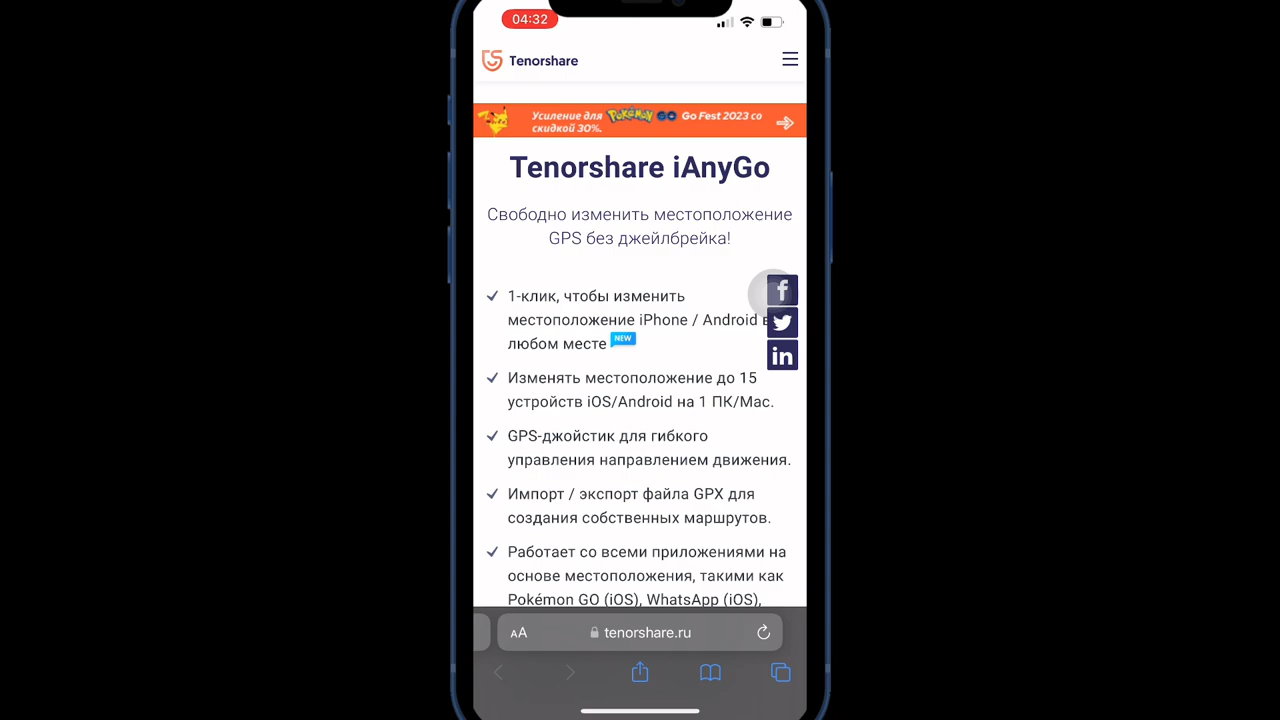 04:32
Tenorshare
Усиление для POKÉMON GO Go Fest 2023 со
скидкой 30%.
Tenorshare iAnyGo
Свободно изменить местоположение
GPS без джейлбрейка!
1-клик, чтобы изменить
местоположение iPhone / Android в
любом месте NEW
Изменять местоположение до 15
устройств iOS/Android на 1 ПК/Mac.
GPS-джойстик для гибкого
управления направлением движения.
Импорт / экспорт файла GPX для
создания собственных маршрутов.
Работает со всеми приложениями на
основе местоположения, такими как
Pokémon GO (iOS), WhatsApp (iOS),
AA tenorshare.ru